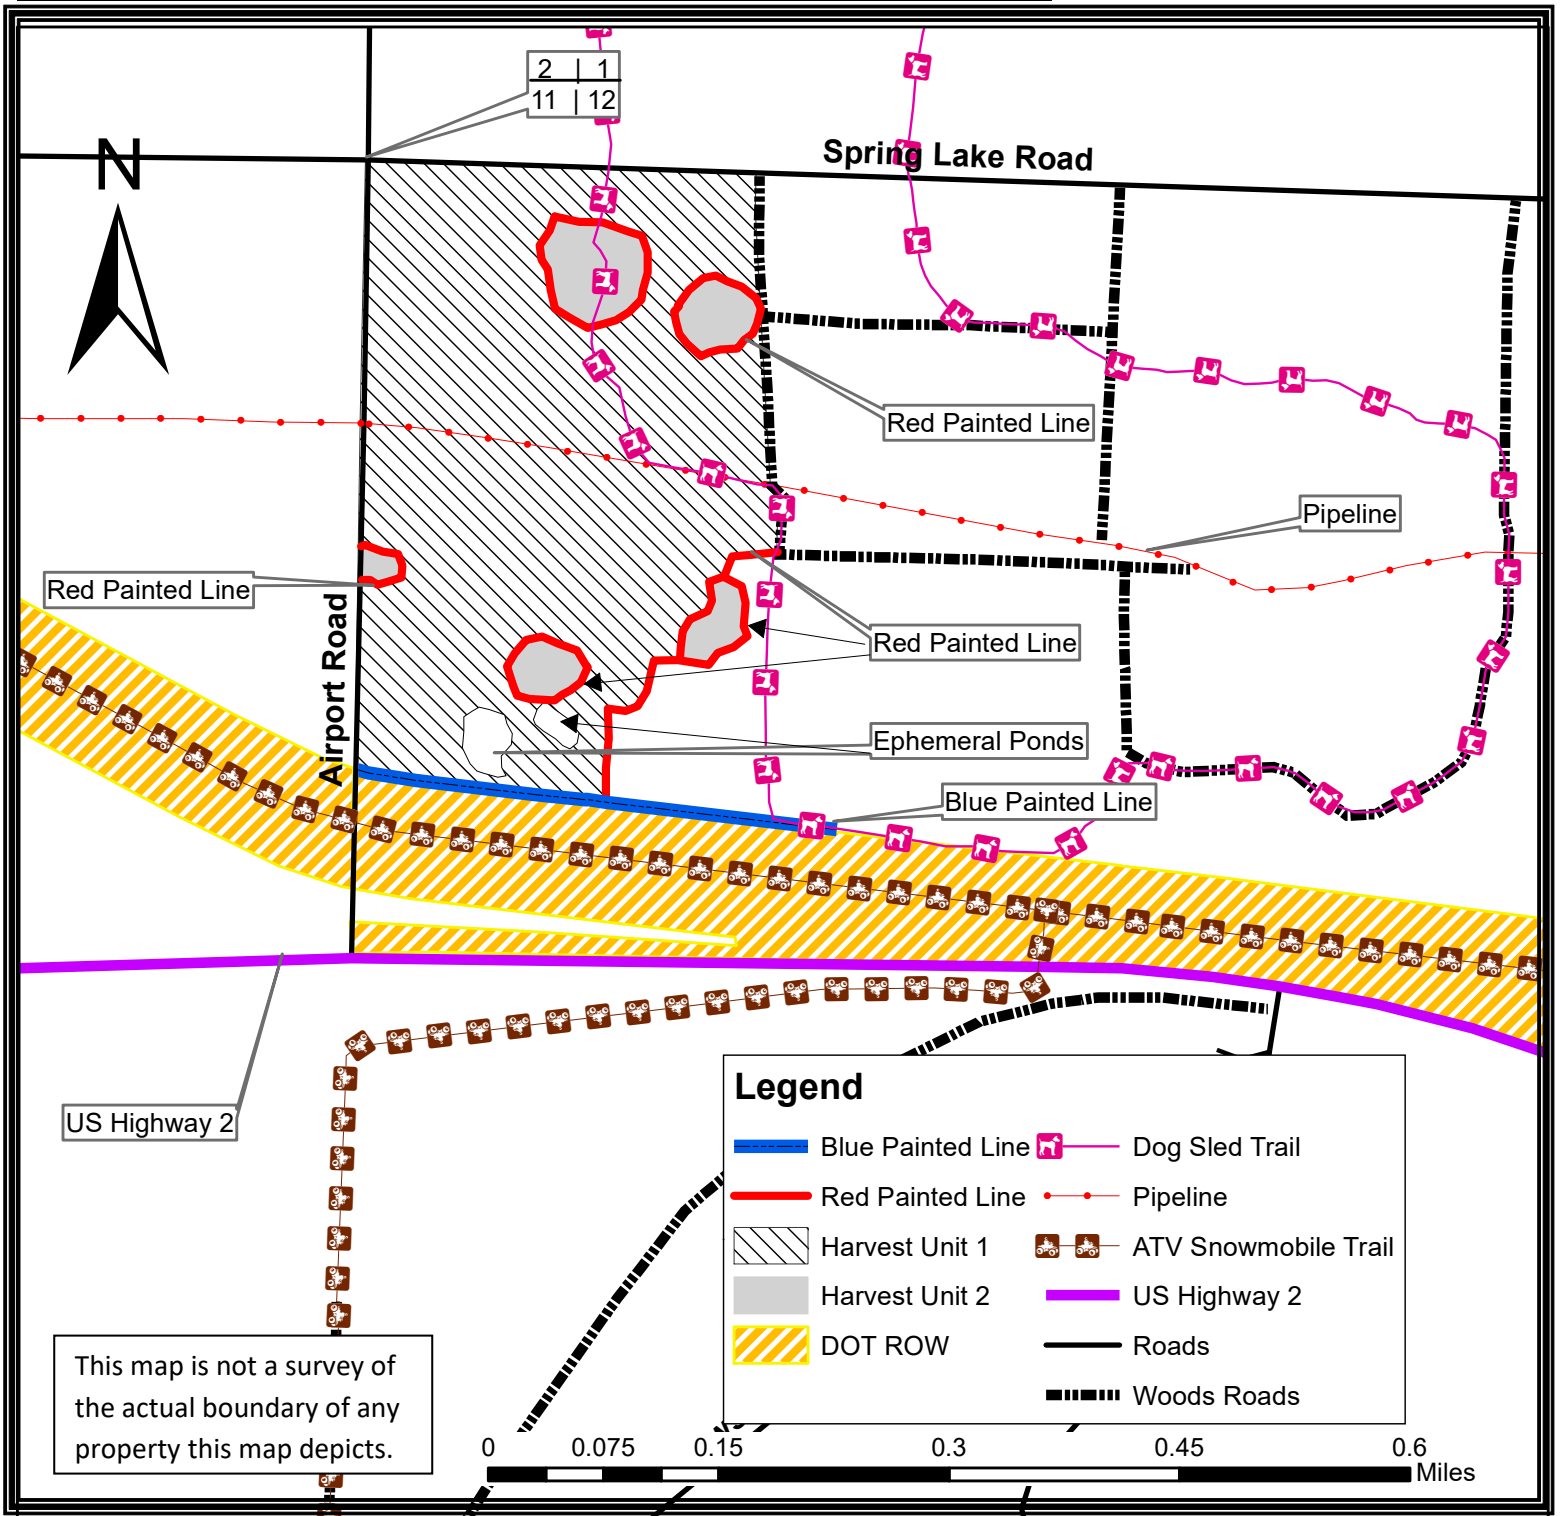 2 | 1
11 | 12
N
Spring Lake Road
Red Painted Line
Pipeline
Red Painted Line
Airport Road
Red Painted Line
Ephemeral Ponds
Blue Painted Line
US Highway 2
Legend
Blue Painted Line
Dog Sled Trail
Red Painted Line
Pipeline
Harvest Unit 1
ATV Snowmobile Trail
Harvest Unit 2
US Highway 2
DOT ROW
Roads
Woods Roads
This map is not a survey of
the actual boundary of any
property this map depicts.
0 0.075 0.15 0.3 0.45 0.6
Miles